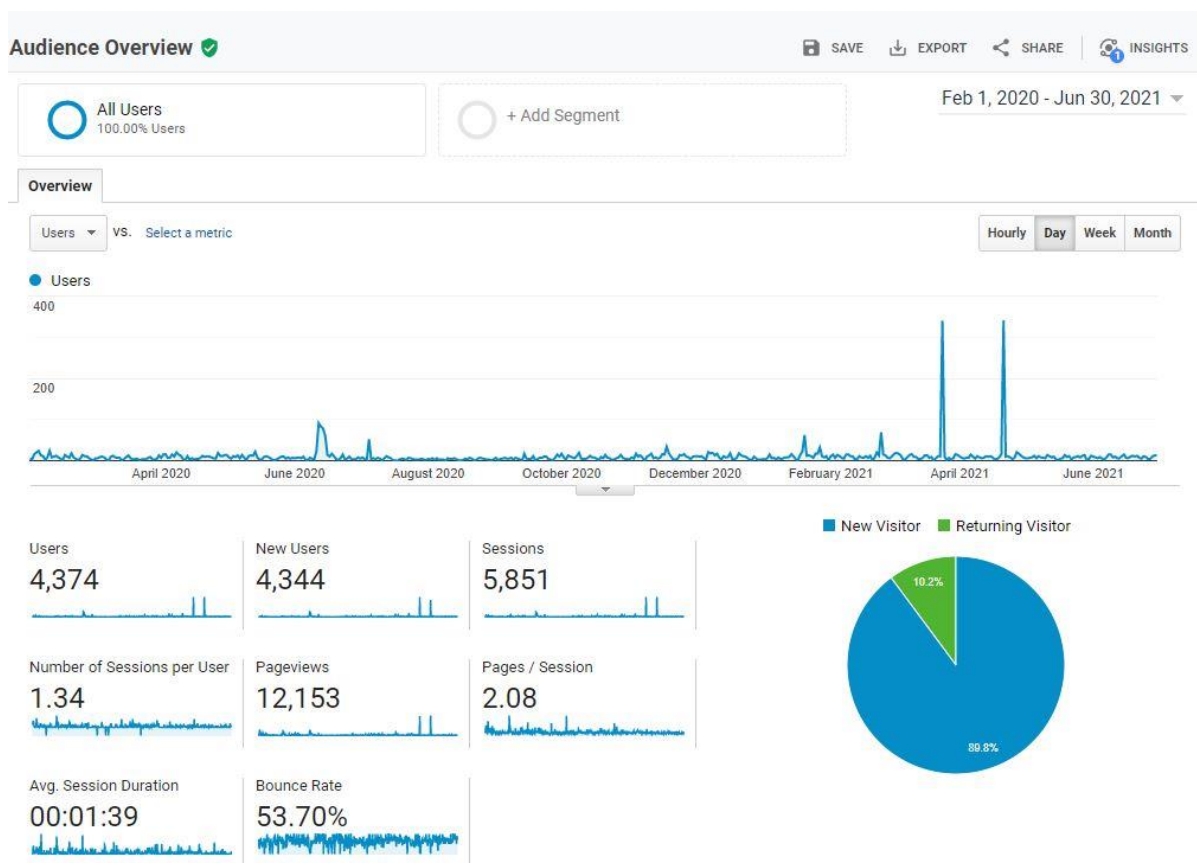 Audience Overview
SAVE EXPORT SHARE 1 INSIGHTS
All Users
100.00% Users
+ Add Segment
Feb 1, 2020 - Jun 30, 2021
Overview
Users VS. Select a metric
Hourly Day Week Month
Users
400
200
April 2020 June 2020 August 2020 October 2020 December 2020 February 2021 April 2021 June 2021
New Visitor Returning Visitor
Users
4,374
New Users
4,344
Sessions
5,851
10.2%
89.8%
Number of Sessions per User
1.34
Pageviews
12,153
Pages / Session
2.08
Avg. Session Duration
00:01:39
Bounce Rate
53.70%